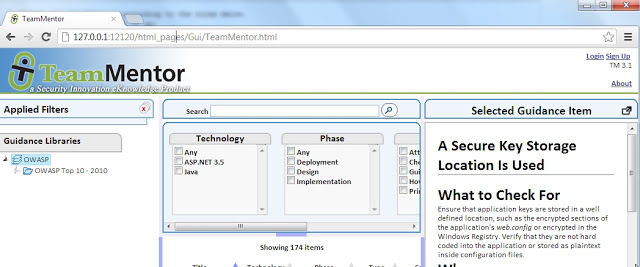 TeamMentor
127.0.0.1:12120/html_pages/Gui/TeamMentor.html
TeamMentor
a Security Innovation eKnowledge Product
Login Sign Up
TM 3.1
About
Applied Filters
Guidance Libraries
OWASP
OWASP Top 10 - 2010
Search
Technology
Any
ASP.NET 3.5
Java
Phase
Any
Deployment
Design
Implementation
Att
Che
Gui
How
Prin
Showing 174 items
Title
Technology
Phase
Type
Selected Guidance Item
A Secure Key Storage
Location Is Used
What to Check For
Ensure that application keys are stored in a well
defined location, such as the encrypted sections
of the application's web.config or encrypted in the
Windows Registry. Verify that they are not hard
coded into the application or stored as plaintext
inside configuration files.